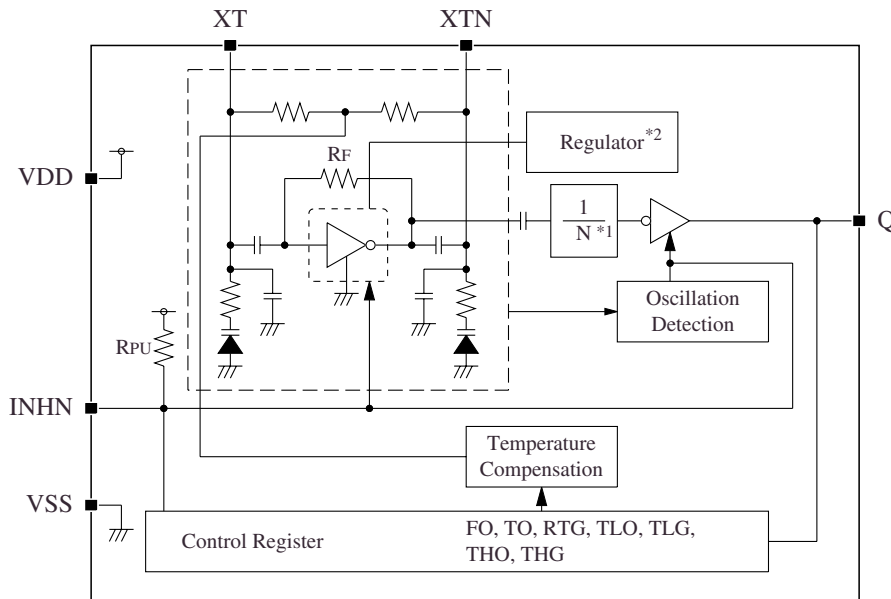 XT
XTN
VDD
RF
Regulator*2
1
N*1
Q
Oscillation
Detection
RPU
INHN
Temperature
Compensation
VSS
Control Register
FO, TO, RTG, TLO, TLG,
THO, THG